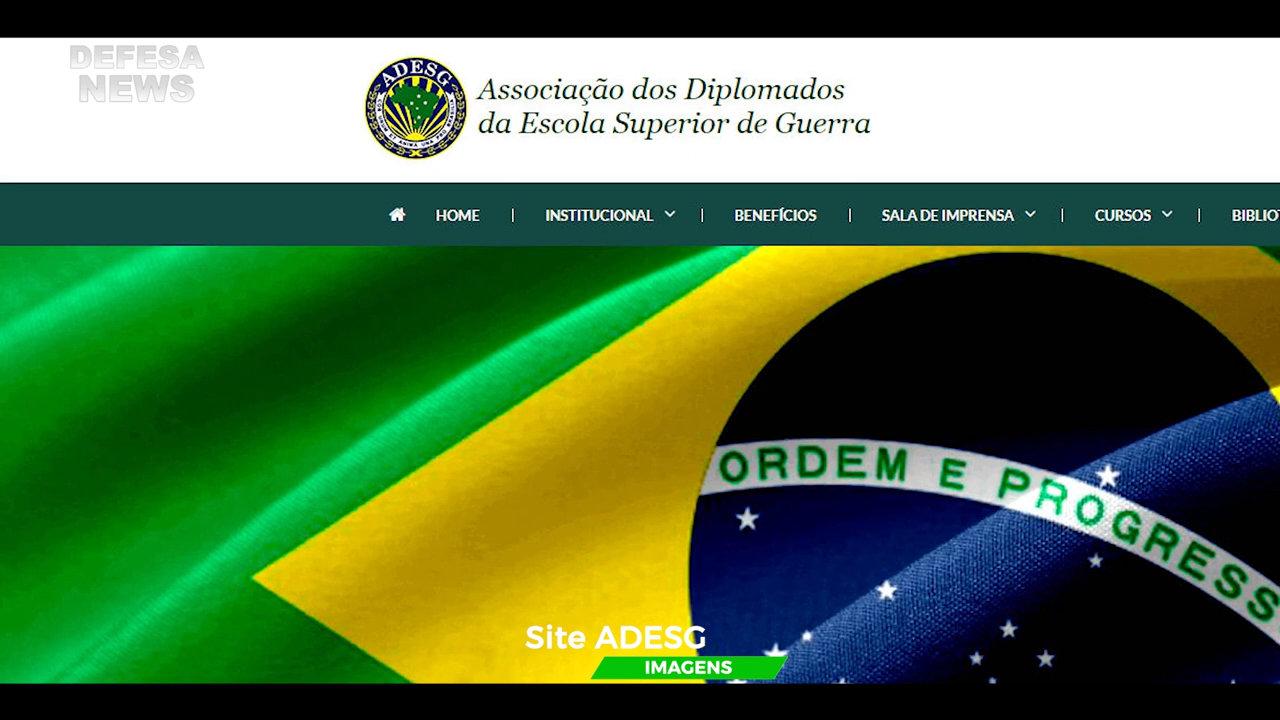 DEFESA
NEWS
ADESG
Associação dos Diplomados
da Escola Superior de Guerra
HOME
INSTITUCIONAL
BENEFÍCIOS
SALA DE IMPRENSA
CURSOS
BIBLIO
ORDEM E PROGRESS
Site ADESG
IMAGENS